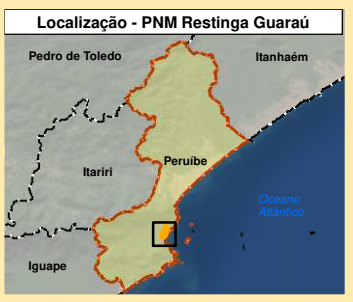 Localização - PNM Restinga Guaraú
Pedro de Toledo
Itanhaém
Peruíbe
Itariri
Oceano
Atlântico
Iguape